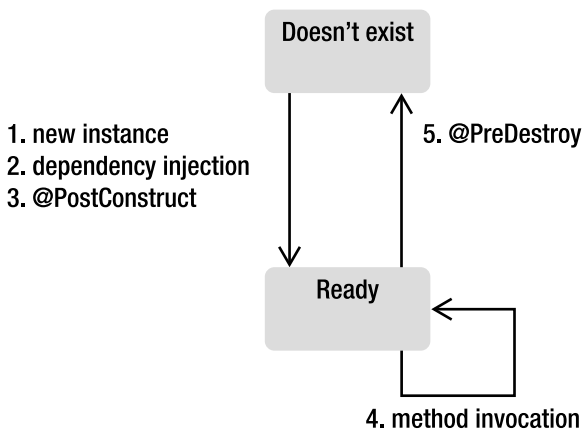 Doesn't exist
1. new instance
2. dependency injection
3. @PostConstruct
5. @PreDestroy
Ready
4. method invocation